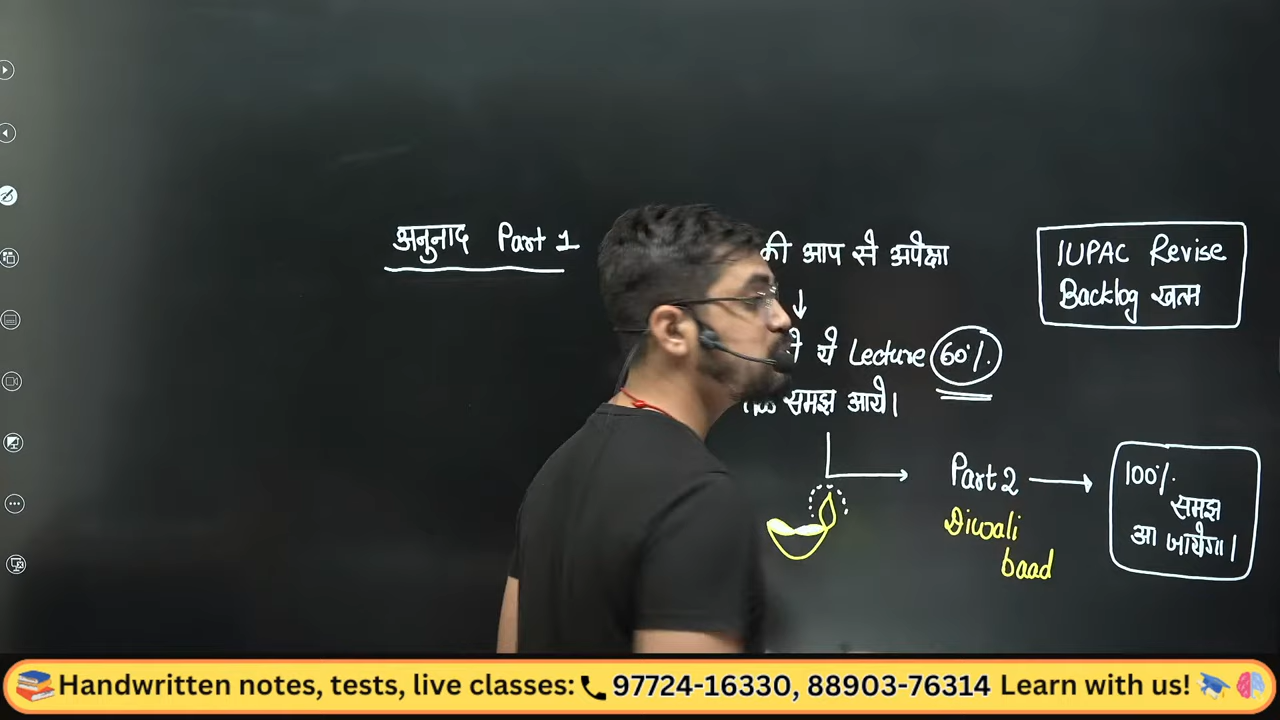 अनुनाद Part 1
की आप से अपेक्षा
ये Lecture 60%.
समझ आये।
IUPAC Revise
Backlog खत्म
Part 2
Diwali
baad
100%.
समझ
आ जायेगा।
Handwritten notes, tests, live classes: 97724-16330, 88903-76314 Learn with us!